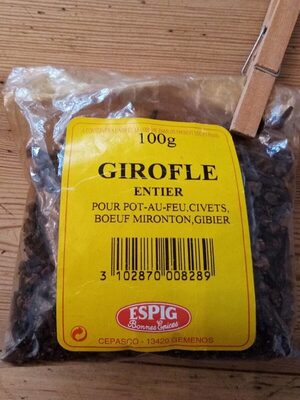 100g
GIROFLE
ENTIER
POUR POT-AU-FEU,CIVETS,
BOEUF MIRONTON,GIBIER
3 102870 008289
ESPIG
Bonnes Epices
CEPASCO - 13420 GEMENOS